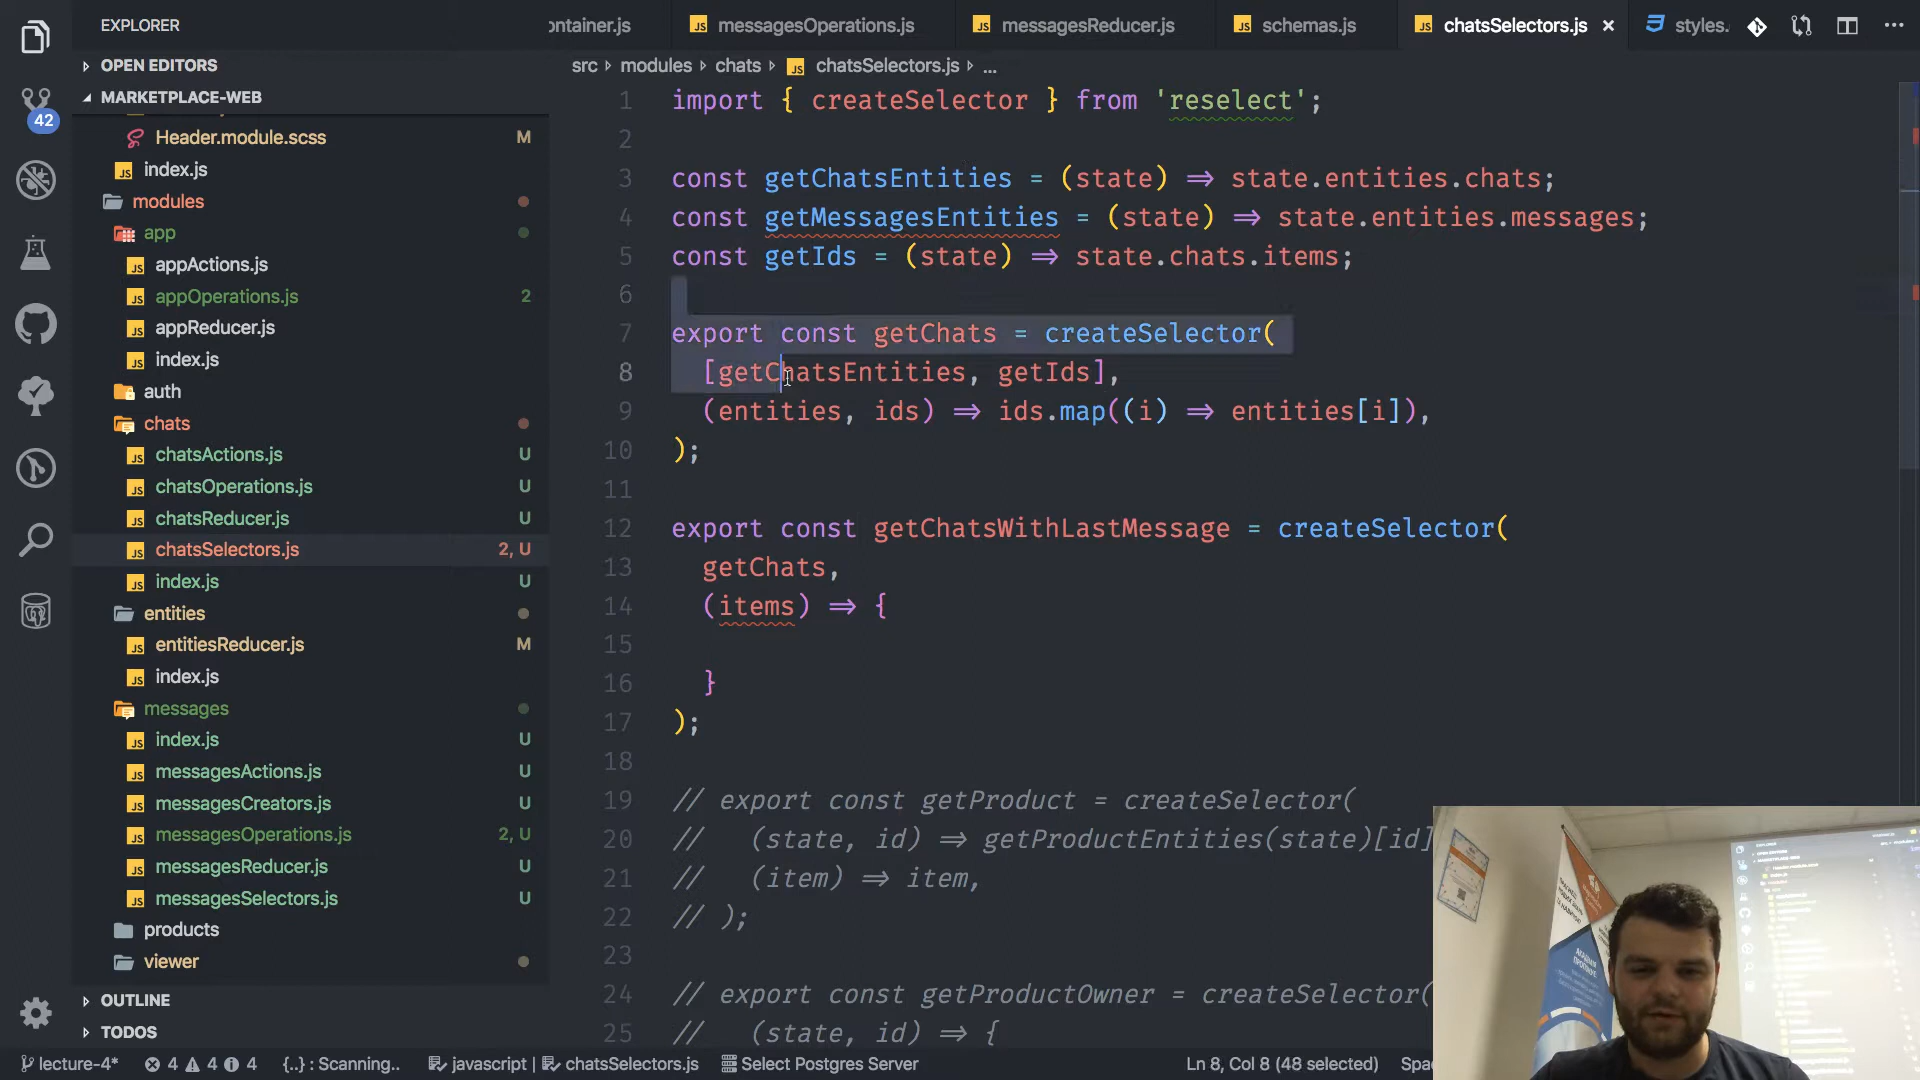 EXPLORER
OPEN EDITORS
MARKETPLACE-WEB
Header.module.scss M
index.js
modules
app
appActions.js
appOperations.js 2
appReducer.js
index.js
auth
chats
chatsActions.js U
chatsOperations.js U
chatsReducer.js U
chatsSelectors.js 2, U
index.js U
entities
entitiesReducer.js M
index.js
messages
index.js U
messagesActions.js U
messagesCreators.js U
messagesOperations.js 2, U
messagesReducer.js U
messagesSelectors.js U
products
viewer
OUTLINE
TODOS
42
ontainer.js messagesOperations.js messagesReducer.js schemas.js chatsSelectors.js × styles.
src › modules › chats › chatsSelectors.js › ...
1 import { createSelector } from 'reselect';
2
3 const getChatsEntities = (state) => state.entities.chats;
4 const getMessagesEntities = (state) => state.entities.messages;
5 const getIds = (state) => state.chats.items;
6
7 export const getChats = createSelector(
8 [getChatsEntities, getIds],
9 (entities, ids) => ids.map((i) => entities[i]),
10 );
11
12 export const getChatsWithLastMessage = createSelector(
13 getChats,
14 (items) => {
15
16 }
17 );
18
19 // export const getProduct = createSelector(
20 // (state, id) => getProductEntities(state)[id]
21 // (item) => item,
22 // );
23
24 // export const getProductOwner = createSelector(
25 // (state, id) => {
lecture-4* 4 4 4 {..} : Scanning.. javascript | chatsSelectors.js Select Postgres Server Ln 8, Col 8 (48 selected) Spac